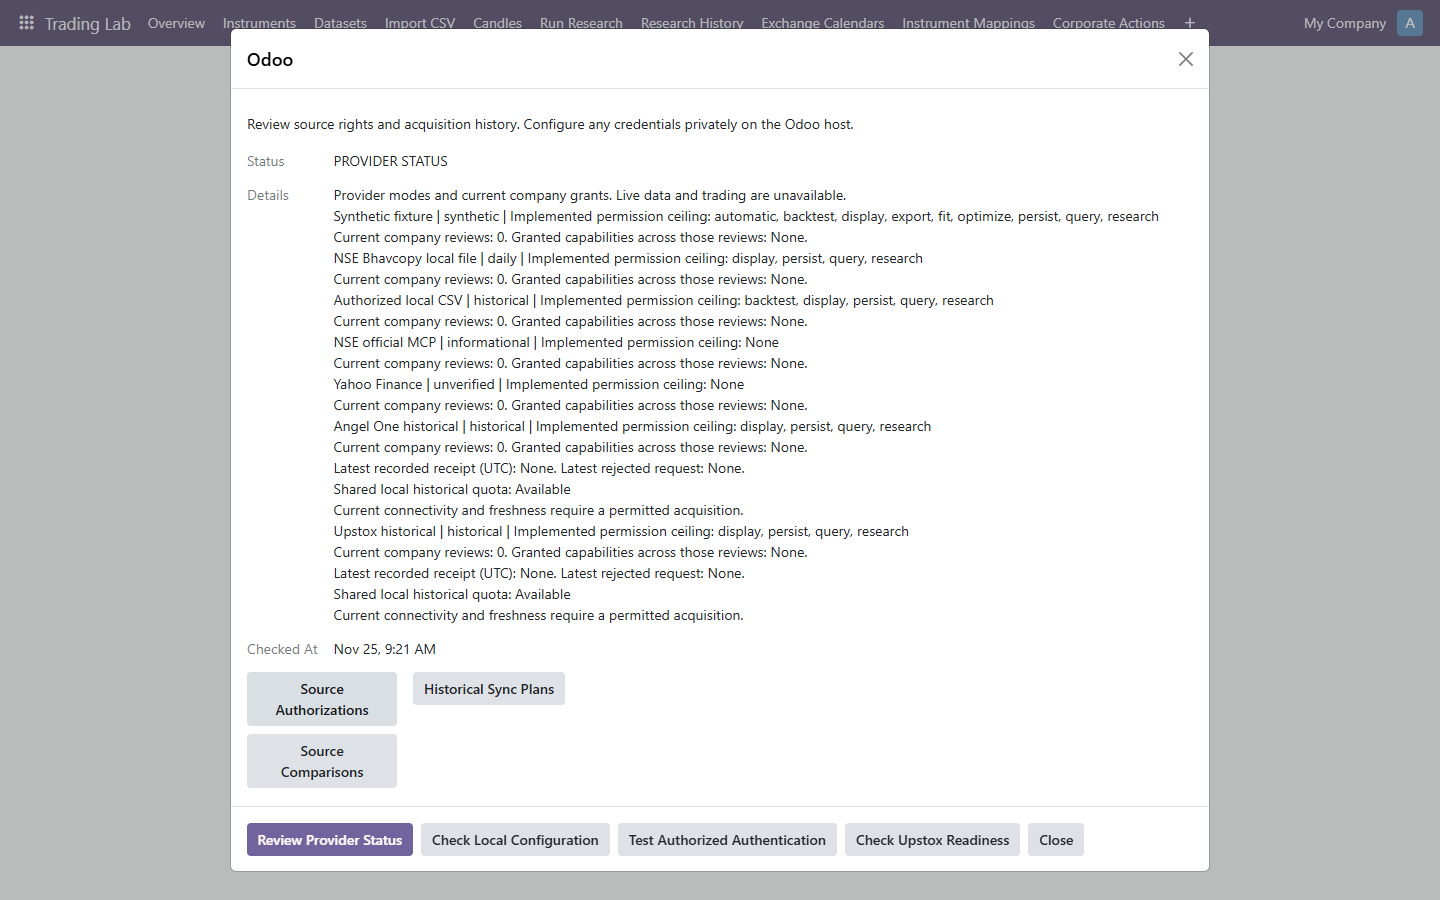 Trading Lab Overview Instruments Datasets Import CSV Candles Run Research Research History Exchange Calendars Instrument Mappings Corporate Actions + My Company A
Odoo
Review source rights and acquisition history. Configure any credentials privately on the Odoo host.
Status PROVIDER STATUS
Details Provider modes and current company grants. Live data and trading are unavailable.
Synthetic fixture | synthetic | Implemented permission ceiling: automatic, backtest, display, export, fit, optimize, persist, query, research
Current company reviews: 0. Granted capabilities across those reviews: None.
NSE Bhavcopy local file | daily | Implemented permission ceiling: display, persist, query, research
Current company reviews: 0. Granted capabilities across those reviews: None.
Authorized local CSV | historical | Implemented permission ceiling: backtest, display, persist, query, research
Current company reviews: 0. Granted capabilities across those reviews: None.
NSE official MCP | informational | Implemented permission ceiling: None
Current company reviews: 0. Granted capabilities across those reviews: None.
Yahoo Finance | unverified | Implemented permission ceiling: None
Current company reviews: 0. Granted capabilities across those reviews: None.
Angel One historical | historical | Implemented permission ceiling: display, persist, query, research
Current company reviews: 0. Granted capabilities across those reviews: None.
Latest recorded receipt (UTC): None. Latest rejected request: None.
Shared local historical quota: Available
Current connectivity and freshness require a permitted acquisition.
Upstox historical | historical | Implemented permission ceiling: display, persist, query, research
Current company reviews: 0. Granted capabilities across those reviews: None.
Latest recorded receipt (UTC): None. Latest rejected request: None.
Shared local historical quota: Available
Current connectivity and freshness require a permitted acquisition.
Checked At Nov 25, 9:21 AM
Source
Authorizations
Historical Sync Plans
Source
Comparisons
Review Provider Status Check Local Configuration Test Authorized Authentication Check Upstox Readiness Close